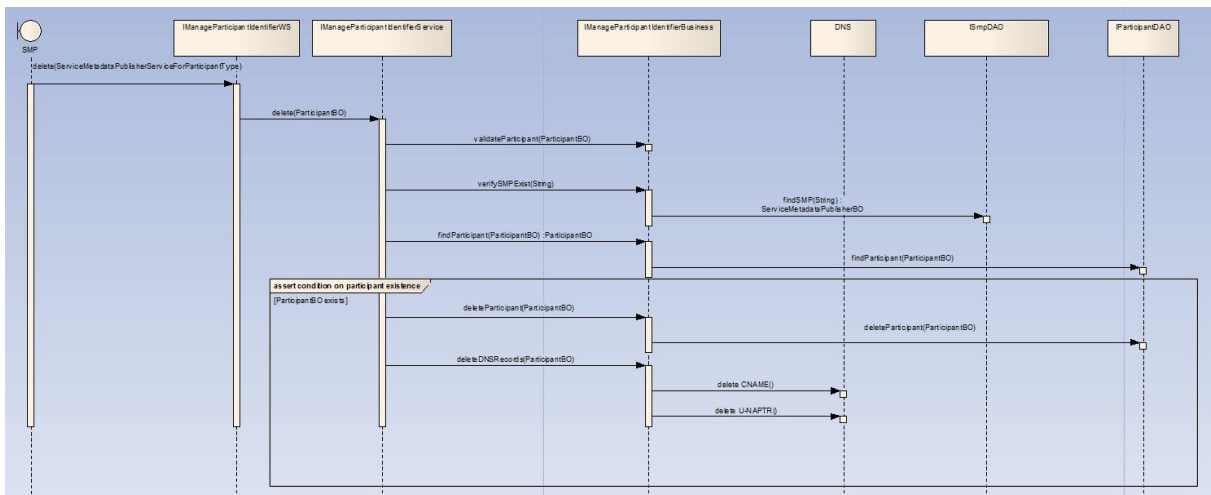 IManageParticipantIdentifierWS
IManageParticipantIdentifierService
IManageParticipantIdentifierBusiness
DNS
ISmpDAO
IParticipantDAO
SMP
delete(ServiceMetadataPublisherServiceForParticipantType)
delete(ParticipantBO)
validateParticipant(ParticipantBO)
verifySMPExist(String)
findSMP(String) :
ServiceMetadataPublisherBO
findParticipant(ParticipantBO) :ParticipantBO
findParticipant(ParticipantBO)
assert condition on participant existence
[ParticipantBO exists]
deleteParticipant(ParticipantBO)
deleteParticipant(ParticipantBO)
deleteDNSRecords(ParticipantBO)
delete CNAME()
delete U-NAPTR()